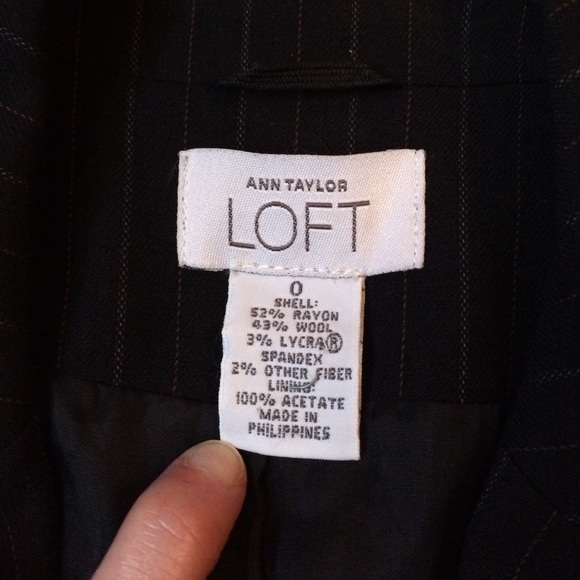 ANN TAYLOR
LOFT
0
SHELL:
52% RAYON
43% WOOL
3% LYCRA®
SPANDEX
2% OTHER FIBER
LINING:
100% ACETATE
MADE IN
PHILIPPINES